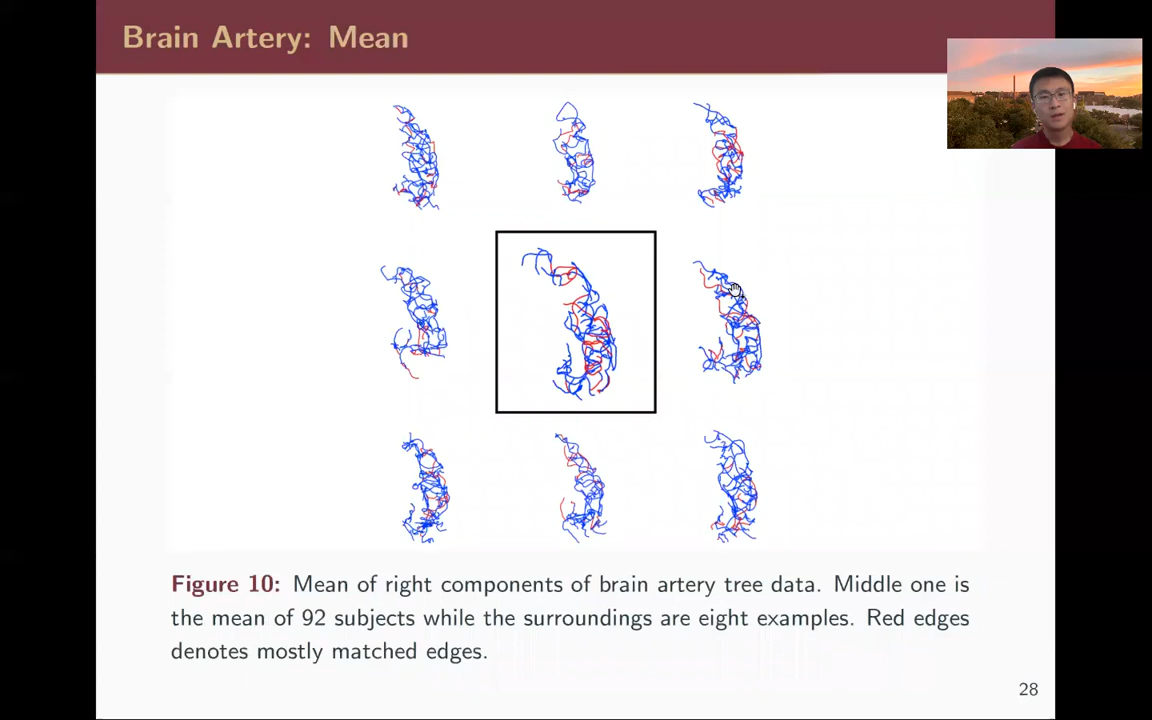 Brain Artery: Mean
Figure 10: Mean of right components of brain artery tree data. Middle one is
the mean of 92 subjects while the surroundings are eight examples. Red edges
denotes mostly matched edges.
28